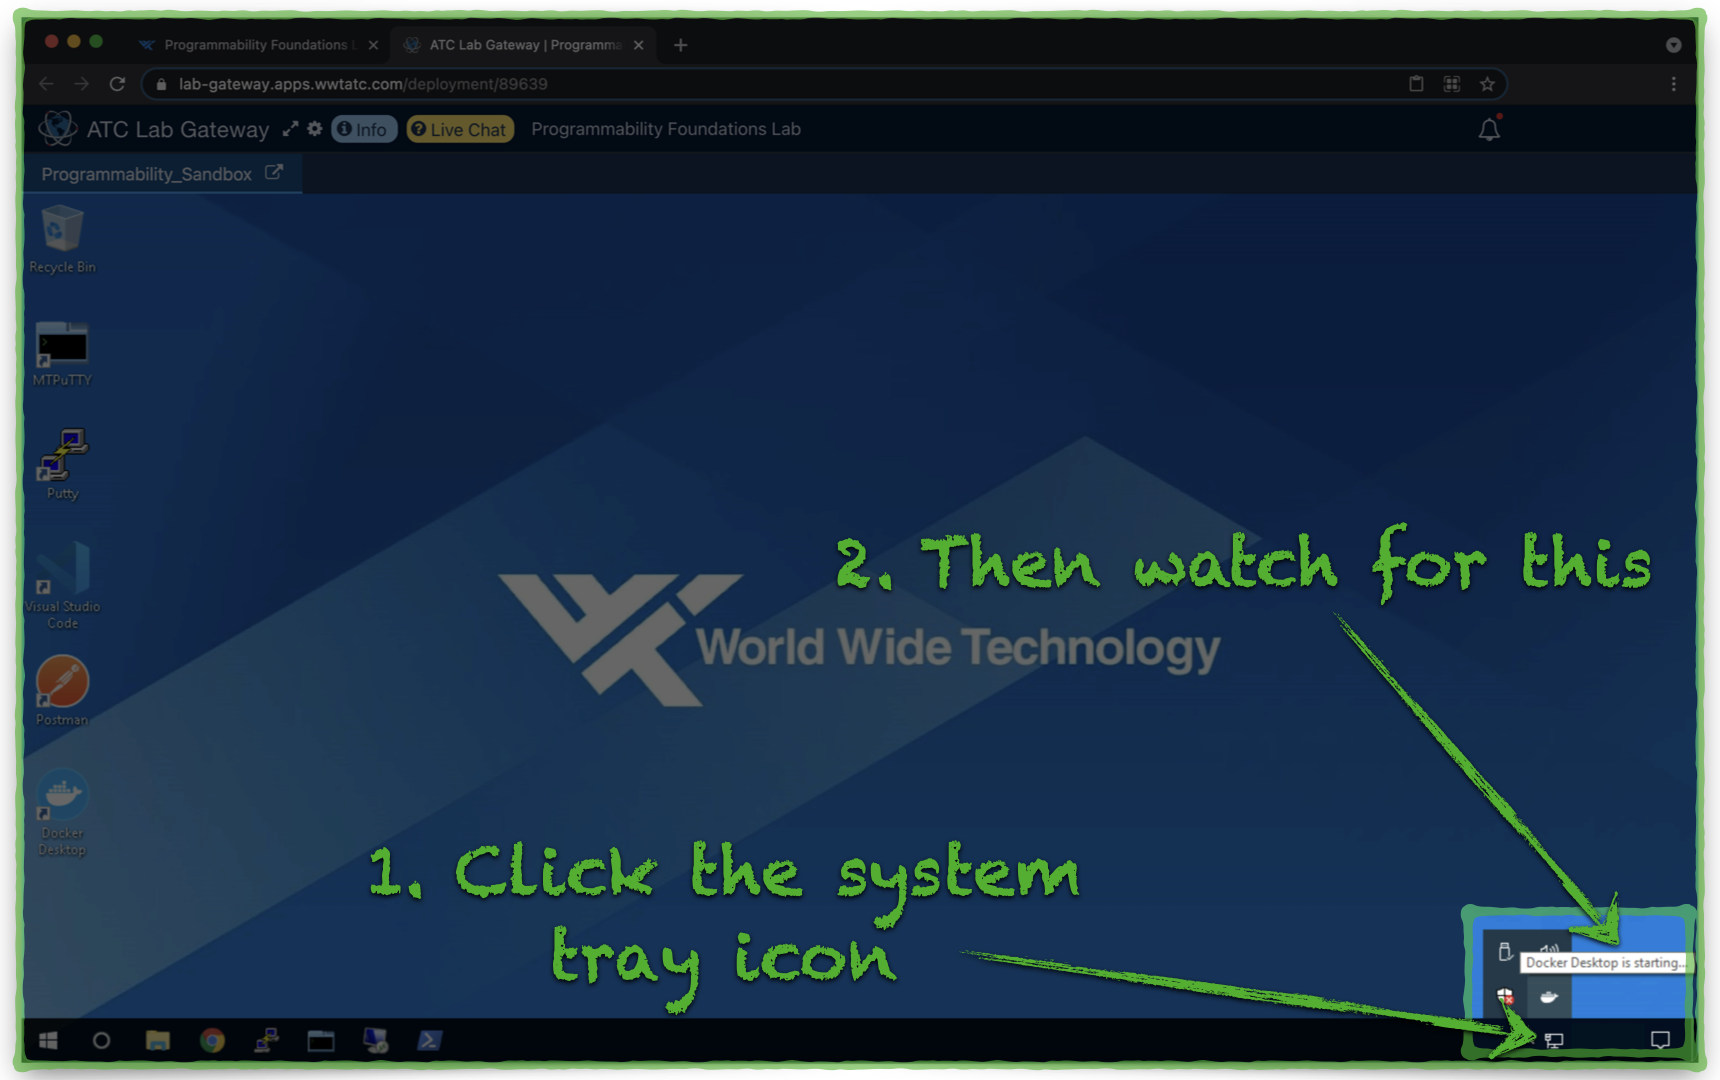 Programmability Foundations L
ATC Lab Gateway | Programma
lab-gateway.apps.wwtatc.com/deployment/89639
ATC Lab Gateway
Info
Live Chat
Programmability Foundations Lab
Programmability_Sandbox
Recycle Bin
MTPuTTY
Putty
Visual Studio
Code
Postman
Docker
Desktop
World Wide Technology
2. Then watch for this
1. Click the system
tray icon
Docker Desktop is starting...